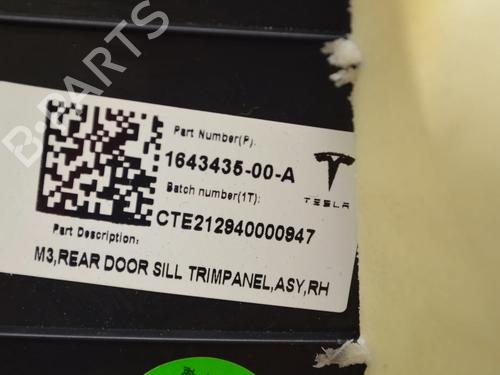 B-PARTS
Part Number(P):
1643435-00-A
Batch number(1T):
TESLA
CTE212940000947
Part Description:
M3,REAR DOOR SILL TRIMPANEL,ASY,RH